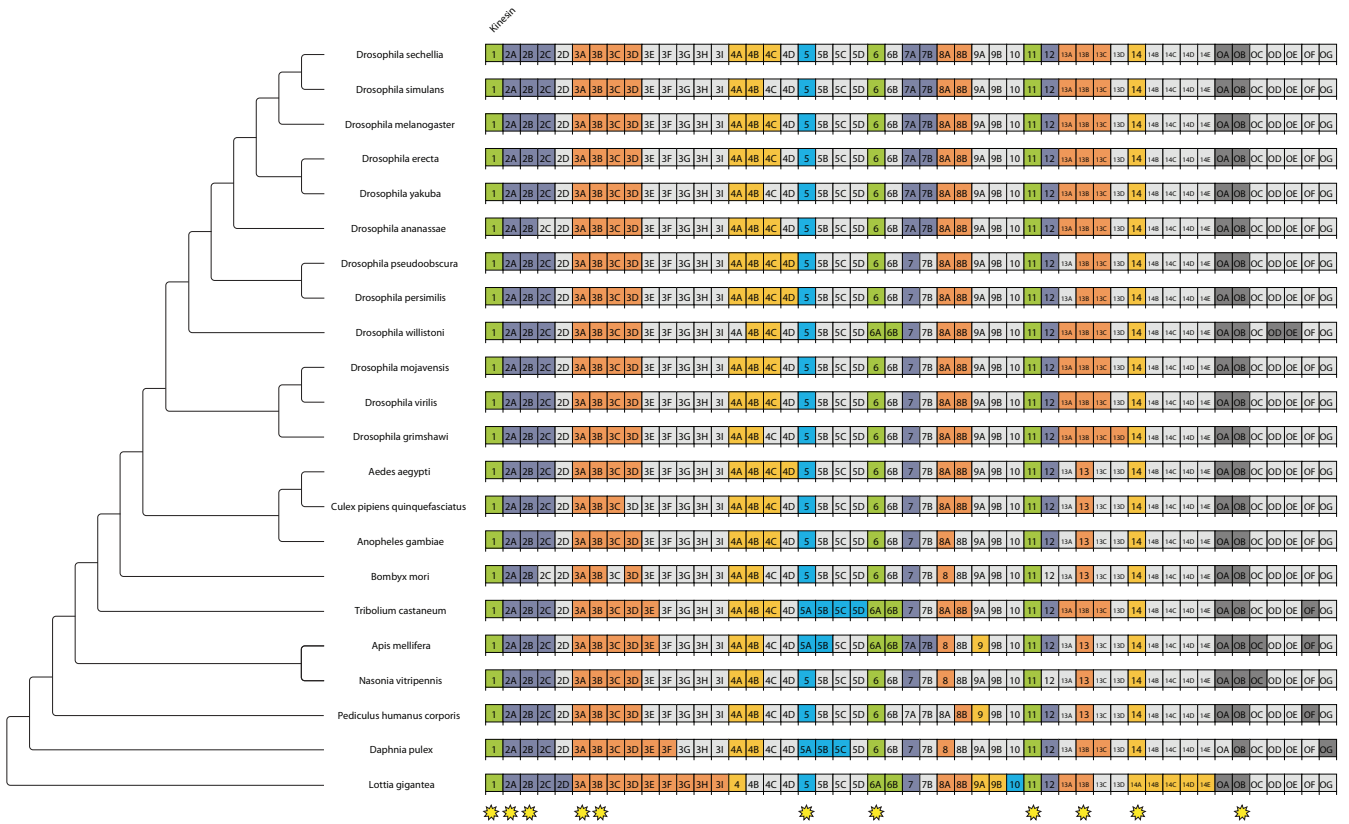 Kinesin
Drosophila sechellia 1 2A 2B 2C 2D 3A 3B 3C 3D 3E 3F 3G 3H 3I 4A 4B 4C 4D 5 5B 5C 5D 6 6B 7A 7B 8A 8B 9A 9B 10 11 12 13A 13B 13C 13D 14 14B 14C 14D 14E OA OB OC OD OE OF OG
Drosophila simulans 1 2A 2B 2C 2D 3A 3B 3C 3D 3E 3F 3G 3H 3I 4A 4B 4C 4D 5 5B 5C 5D 6 6B 7A 7B 8A 8B 9A 9B 10 11 12 13A 13B 13C 13D 14 14B 14C 14D 14E OA OB OC OD OE OF OG
Drosophila melanogaster 1 2A 2B 2C 2D 3A 3B 3C 3D 3E 3F 3G 3H 3I 4A 4B 4C 4D 5 5B 5C 5D 6 6B 7A 7B 8A 8B 9A 9B 10 11 12 13A 13B 13C 13D 14 14B 14C 14D 14E OA OB OC OD OE OF OG
Drosophila erecta 1 2A 2B 2C 2D 3A 3B 3C 3D 3E 3F 3G 3H 3I 4A 4B 4C 4D 5 5B 5C 5D 6 6B 7A 7B 8A 8B 9A 9B 10 11 12 13A 13B 13C 13D 14 14B 14C 14D 14E OA OB OC OD OE OF OG
Drosophila yakuba 1 2A 2B 2C 2D 3A 3B 3C 3D 3E 3F 3G 3H 3I 4A 4B 4C 4D 5 5B 5C 5D 6 6B 7A 7B 8A 8B 9A 9B 10 11 12 13A 13B 13C 13D 14 14B 14C 14D 14E OA OB OC OD OE OF OG
Drosophila ananassae 1 2A 2B 2C 2D 3A 3B 3C 3D 3E 3F 3G 3H 3I 4A 4B 4C 4D 5 5B 5C 5D 6 6B 7A 7B 8A 8B 9A 9B 10 11 12 13A 13B 13C 13D 14 14B 14C 14D 14E OA OB OC OD OE OF OG
Drosophila pseudoobscura 1 2A 2B 2C 2D 3A 3B 3C 3D 3E 3F 3G 3H 3I 4A 4B 4C 4D 5 5B 5C 5D 6 6B 7 7B 8A 8B 9A 9B 10 11 12 13A 13B 13C 13D 14 14B 14C 14D 14E OA OB OC OD OE OF OG
Drosophila persimilis 1 2A 2B 2C 2D 3A 3B 3C 3D 3E 3F 3G 3H 3I 4A 4B 4C 4D 5 5B 5C 5D 6 6B 7 7B 8A 8B 9A 9B 10 11 12 13A 13B 13C 13D 14 14B 14C 14D 14E OA OB OC OD OE OF OG
Drosophila willistoni 1 2A 2B 2C 2D 3A 3B 3C 3D 3E 3F 3G 3H 3I 4A 4B 4C 4D 5 5B 5C 5D 6A 6B 7 7B 8A 8B 9A 9B 10 11 12 13A 13B 13C 13D 14 14B 14C 14D 14E OA OB OC OD OE OF OG
Drosophila mojavensis 1 2A 2B 2C 2D 3A 3B 3C 3D 3E 3F 3G 3H 3I 4A 4B 4C 4D 5 5B 5C 5D 6 6B 7 7B 8A 8B 9A 9B 10 11 12 13A 13B 13C 13D 14 14B 14C 14D 14E OA OB OC OD OE OF OG
Drosophila virilis 1 2A 2B 2C 2D 3A 3B 3C 3D 3E 3F 3G 3H 3I 4A 4B 4C 4D 5 5B 5C 5D 6 6B 7 7B 8A 8B 9A 9B 10 11 12 13A 13B 13C 13D 14 14B 14C 14D 14E OA OB OC OD OE OF OG
Drosophila grimshawi 1 2A 2B 2C 2D 3A 3B 3C 3D 3E 3F 3G 3H 3I 4A 4B 4C 4D 5 5B 5C 5D 6 6B 7 7B 8A 8B 9A 9B 10 11 12 13A 13B 13C 13D 14 14B 14C 14D 14E OA OB OC OD OE OF OG
Aedes aegypti 1 2A 2B 2C 2D 3A 3B 3C 3D 3E 3F 3G 3H 3I 4A 4B 4C 4D 5 5B 5C 5D 6 6B 7 7B 8A 8B 9A 9B 10 11 12 13A 13 13C 13D 14 14B 14C 14D 14E OA OB OC OD OE OF OG
Culex pipiens quinquefasciatus 1 2A 2B 2C 2D 3A 3B 3C 3D 3E 3F 3G 3H 3I 4A 4B 4C 4D 5 5B 5C 5D 6 6B 7 7B 8A 8B 9A 9B 10 11 12 13A 13 13C 13D 14 14B 14C 14D 14E OA OB OC OD OE OF OG
Anopheles gambiae 1 2A 2B 2C 2D 3A 3B 3C 3D 3E 3F 3G 3H 3I 4A 4B 4C 4D 5 5B 5C 5D 6 6B 7 7B 8A 8B 9A 9B 10 11 12 13A 13 13C 13D 14 14B 14C 14D 14E OA OB OC OD OE OF OG
Bombyx mori 1 2A 2B 2C 2D 3A 3B 3C 3D 3E 3F 3G 3H 3I 4A 4B 4C 4D 5 5B 5C 5D 6 6B 7 7B 8 8B 9A 9B 10 11 12 13A 13 13C 13D 14 14B 14C 14D 14E OA OB OC OD OE OF OG
Tribolium castaneum 1 2A 2B 2C 2D 3A 3B 3C 3D 3E 3F 3G 3H 3I 4A 4B 4C 4D 5A 5B 5C 5D 6A 6B 7 7B 8A 8B 9A 9B 10 11 12 13A 13B 13C 13D 14 14B 14C 14D 14E OA OB OC OD OE OF OG
Apis mellifera 1 2A 2B 2C 2D 3A 3B 3C 3D 3E 3F 3G 3H 3I 4A 4B 4C 4D 5A 5B 5C 5D 6A 6B 7A 7B 8 8B 9 9B 10 11 12 13A 13 13C 13D 14 14B 14C 14D 14E OA OB OC OD OE OF OG
Nasonia vitripennis 1 2A 2B 2C 2D 3A 3B 3C 3D 3E 3F 3G 3H 3I 4A 4B 4C 4D 5 5B 5C 5D 6 6B 7 7B 8 8B 9A 9B 10 11 12 13A 13 13C 13D 14 14B 14C 14D 14E OA OB OC OD OE OF OG
Pediculus humanus corporis 1 2A 2B 2C 2D 3A 3B 3C 3D 3E 3F 3G 3H 3I 4A 4B 4C 4D 5 5B 5C 5D 6 6B 7A 7B 8A 8B 9 9B 10 11 12 13A 13 13C 13D 14 14B 14C 14D 14E OA OB OC OD OE OF OG
Daphnia pulex 1 2A 2B 2C 2D 3A 3B 3C 3D 3E 3F 3G 3H 3I 4A 4B 4C 4D 5A 5B 5C 5D 6 6B 7 7B 8 8B 9A 9B 10 11 12 13A 13B 13C 13D 14 14B 14C 14D 14E OA OB OC OD OE OF OG
Lottia gigantea 1 2A 2B 2C 2D 3A 3B 3C 3D 3E 3F 3G 3H 3I 4 4B 4C 4D 5 5B 5C 5D 6A 6B 7 7B 8A 8B 9A 9B 10 11 12 13A 13B 13C 13D 14A 14B 14C 14D 14E OA OB OC OD OE OF OG